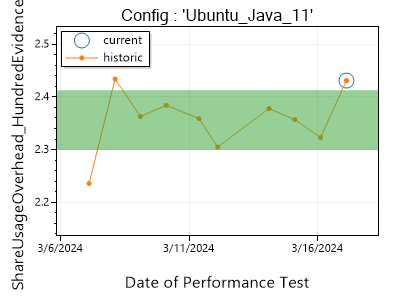 Config : 'Ubuntu_Java_11'
current
historic
ShareUsageOverhead_HundredEvidence
2.5
2.4
2.3
2.2
3/6/2024
3/11/2024
3/16/2024
Date of Performance Test